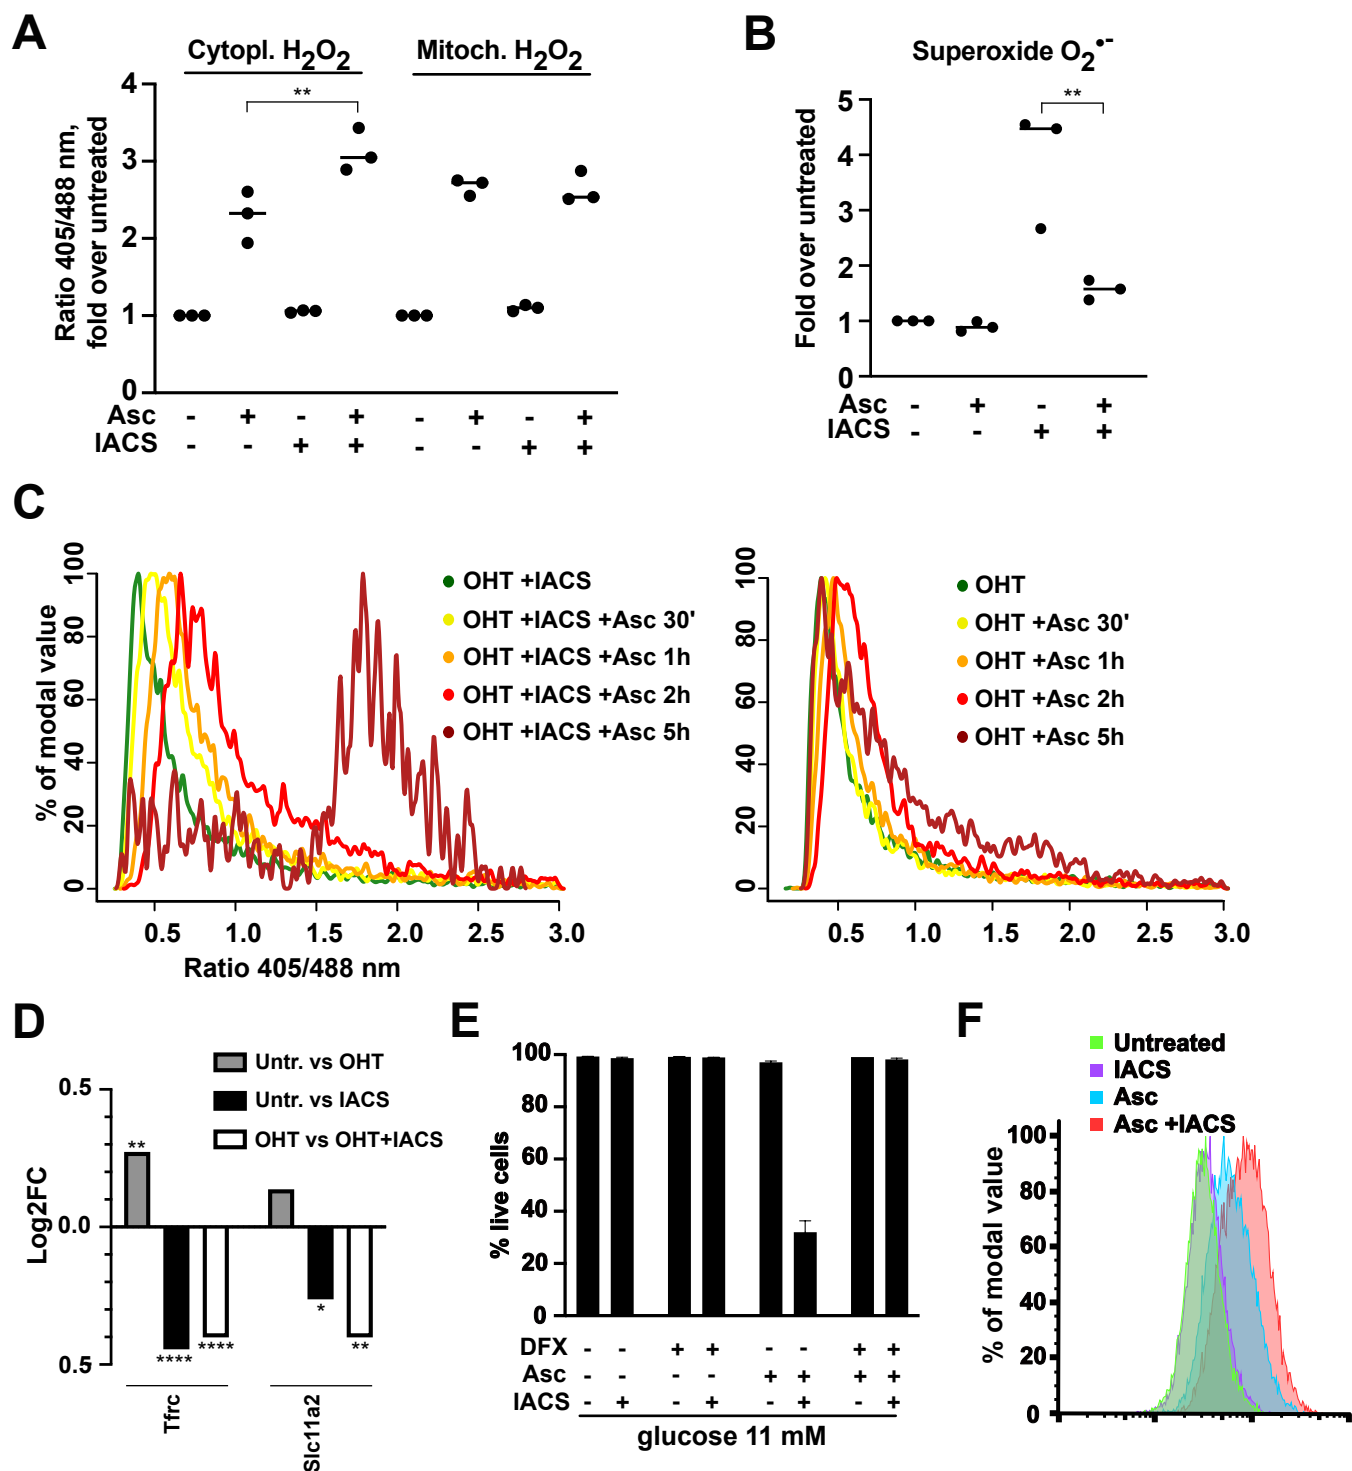 A
Cytopl. H2O2
Mitoch. H2O2
Ratio 405/488 nm,
fold over untreated
4
3
2
1
0
**
Asc - + - + - + - +
IACS - - + + - - + +
B
Superoxide O2•-
Fold over untreated
5
4
3
2
1
0
**
Asc - + - +
IACS - - + +
C
% of modal value
100
80
60
40
20
0
OHT +IACS
OHT +IACS +Asc 30'
OHT +IACS +Asc 1h
OHT +IACS +Asc 2h
OHT +IACS +Asc 5h
0.5 1.0 1.5 2.0 2.5 3.0
Ratio 405/488 nm
100
80
60
40
20
0
OHT
OHT +Asc 30'
OHT +Asc 1h
OHT +Asc 2h
OHT +Asc 5h
0.5 1.0 1.5 2.0 2.5 3.0
D
Log2FC
0.5
0.0
0.5
Untr. vs OHT
Untr. vs IACS
OHT vs OHT+IACS
**
****
****
*
**
Tfrc
Slc11a2
E
% live cells
100
80
60
40
20
0
DFX - - + + - - + +
Asc - - - - + + + +
IACS - + - + - + - +
glucose 11 mM
F
Untreated
IACS
Asc
Asc +IACS
% of modal value
100
80
60
40
20
0